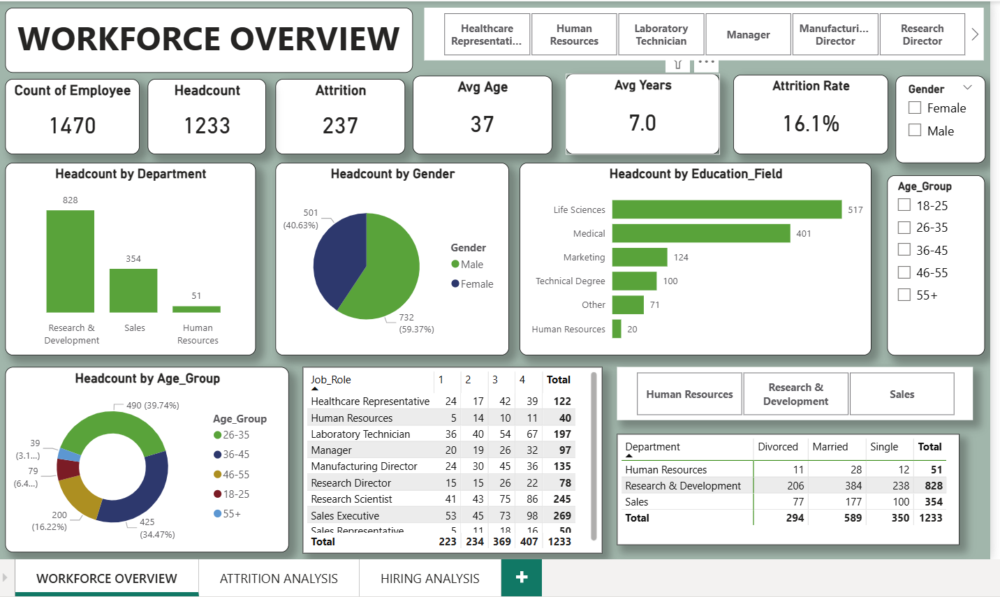 WORKFORCE OVERVIEW
Healthcare
Representati...
Human
Resources
Laboratory
Technician
Manager
Manufacturi...
Director
Research
Director
Count of Employee
1470
Headcount
1233
Attrition
237
Avg Age
37
Avg Years
7.0
Attrition Rate
16.1%
Gender
Female
Male
Headcount by Department
828
354
51
Research &
Development
Sales
Human
Resources
Headcount by Gender
501
(40.63%)
732
(59.37%)
Gender
Male
Female
Headcount by Education_Field
Life Sciences 517
Medical 401
Marketing 124
Technical Degree 100
Other 71
Human Resources 20
Age_Group
18-25
26-35
36-45
46-55
55+
Headcount by Age_Group
490 (39.74%)
39
(3.1...)
79
(6.4...)
200
(16.22%)
425
(34.47%)
Age_Group
26-35
36-45
46-55
18-25
55+
Job_Role 1 2 3 4 Total
Healthcare Representative 24 17 42 39 122
Human Resources 5 14 10 11 40
Laboratory Technician 36 40 54 67 197
Manager 20 19 26 32 97
Manufacturing Director 24 30 45 36 135
Research Director 15 15 26 22 78
Research Scientist 41 43 75 86 245
Sales Executive 53 45 73 98 269
Sales Representative 5 11 18 16 50
Total 223 234 369 407 1233
Human Resources
Research &
Development
Sales
Department Divorced Married Single Total
Human Resources 11 28 12 51
Research & Development 206 384 238 828
Sales 77 177 100 354
Total 294 589 350 1233
WORKFORCE OVERVIEW
ATTRITION ANALYSIS
HIRING ANALYSIS
+